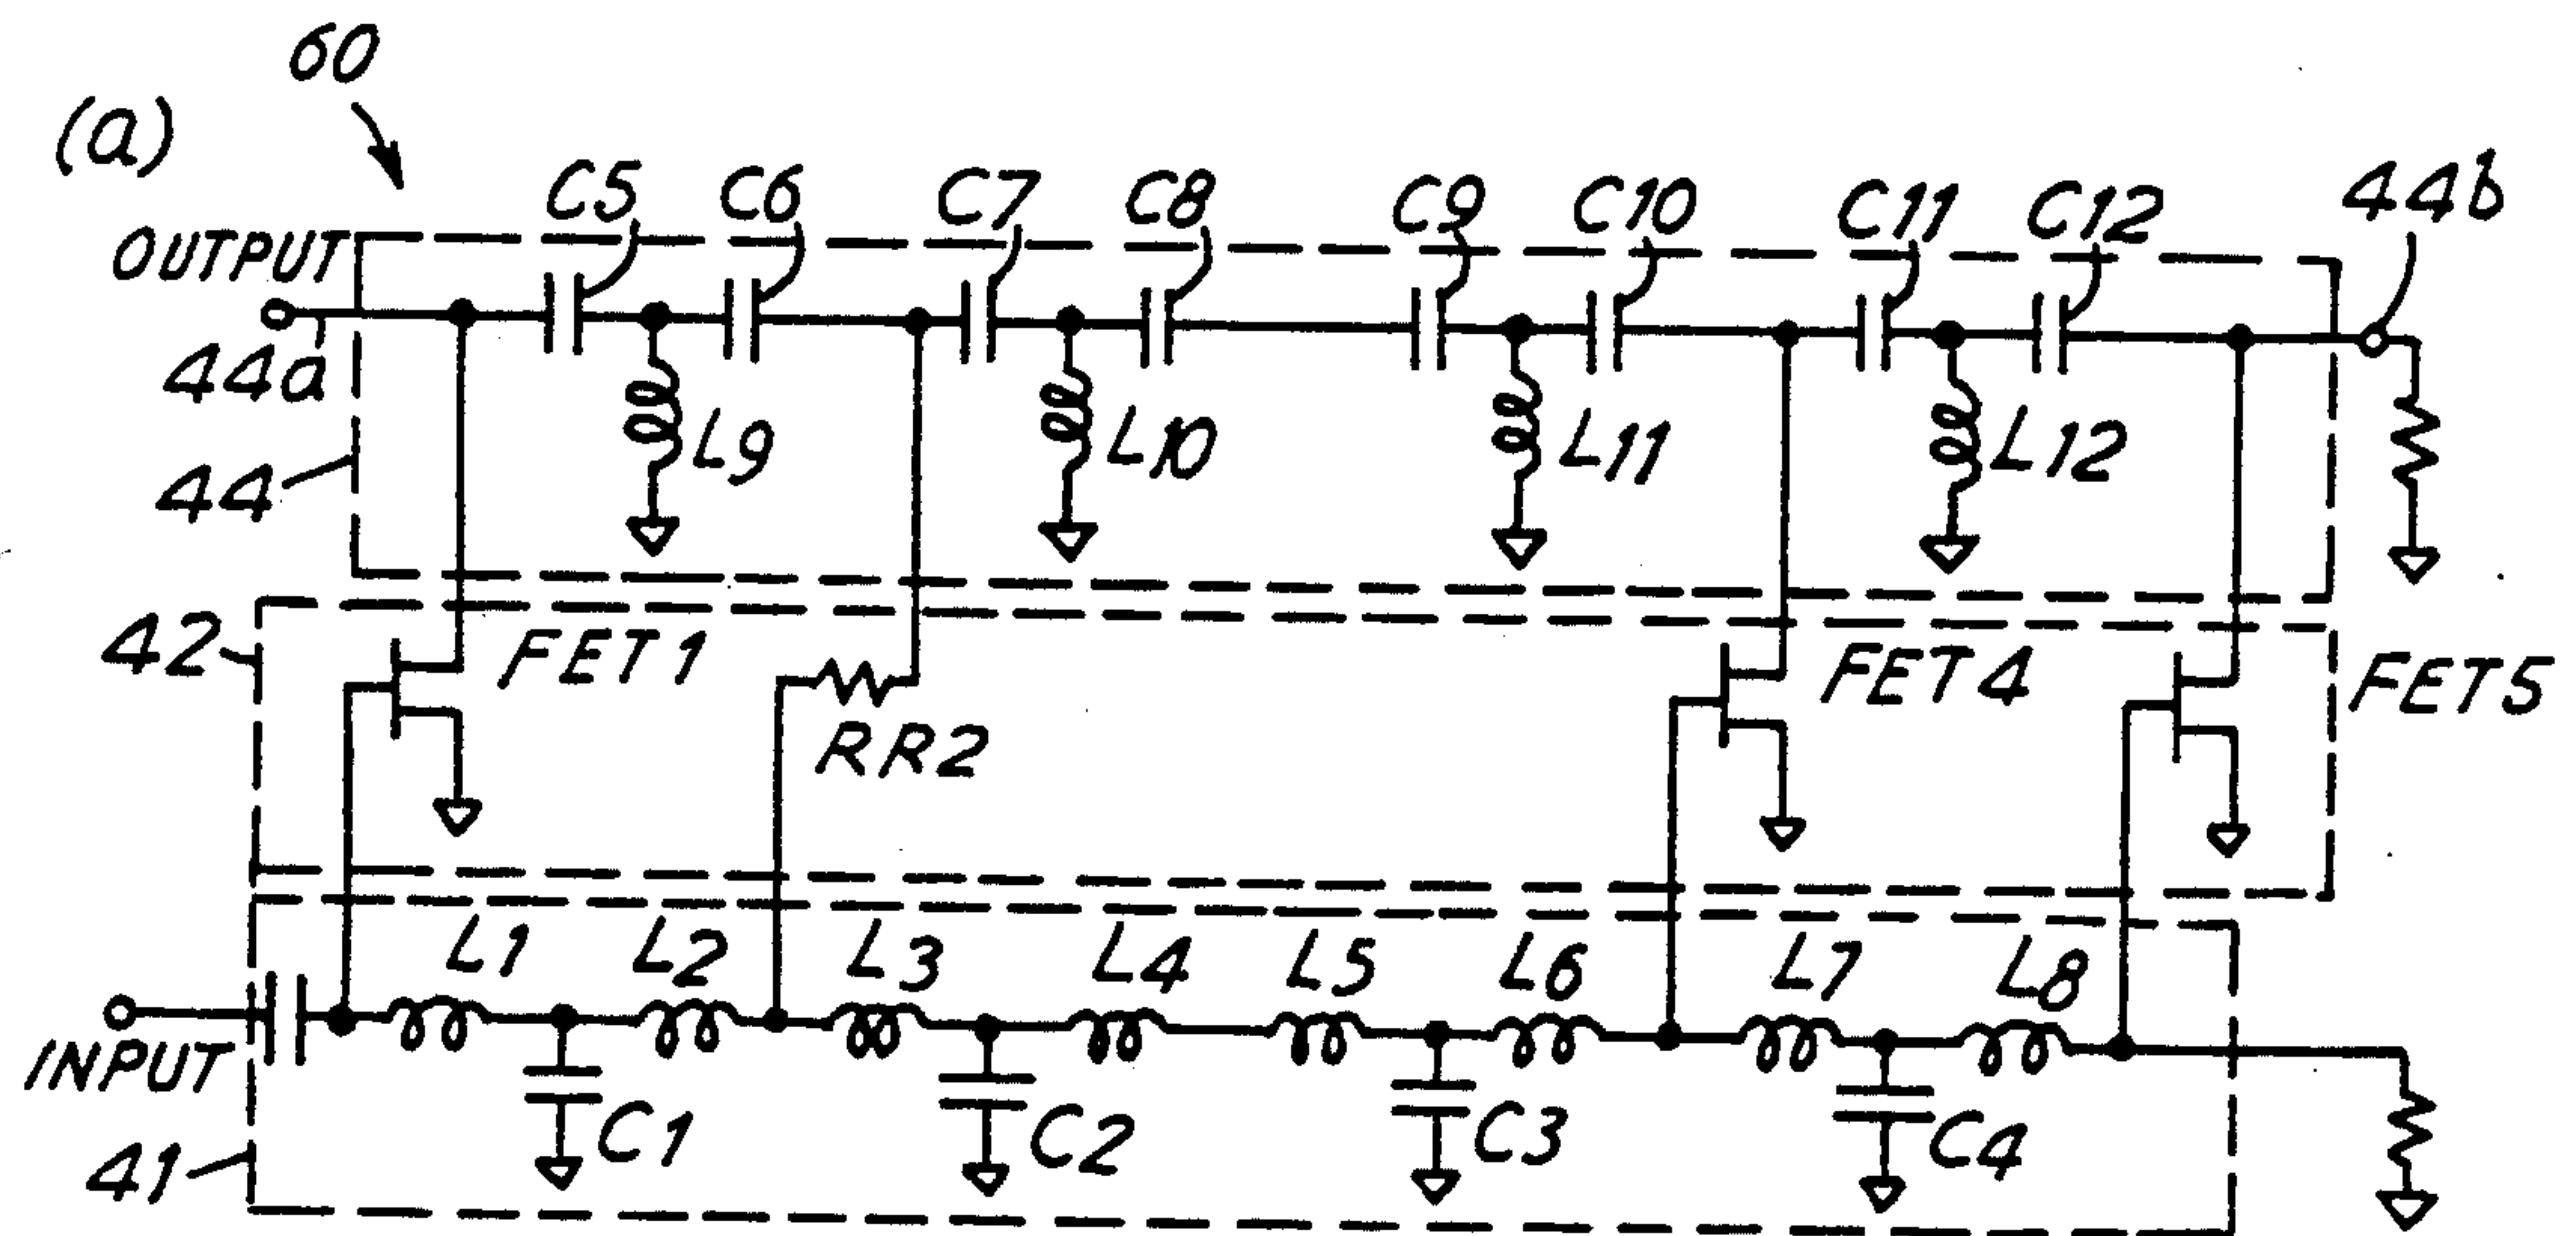 60
(a)
C5 C6 C7 C8 C9 C10 C11 C12 44b
OUTPUT
44a
L9 L10 L11 L12
44
42
FET1 FET4 FET5
RR2
L1 L2 L3 L4 L5 L6 L7 L8
INPUT
C1 C2 C3 C4
41